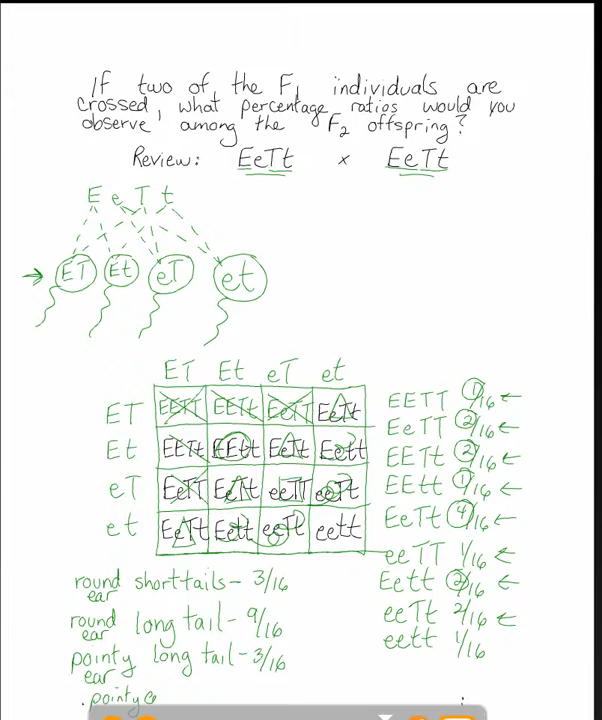 If two of the F1 individuals are
crossed, what percentage ratios would you
observe among the F2 offspring?
Review: EeTt x EeTt
E e T t
ET Et eT et
ET Et eT et
ET EETT EETt EeTT EeTt
Et EETt EEtt EeTt Eett
eT EeTT EeTt eeTT eeTt
et EeTt Eett eeTt eett
EETT 1/16 ←
EeTT 2/16 ←
EETt 2/16 ←
EEtt 1/16 ←
EeTt 4/16 ←
eeTT 1/16 ←
Eett 2/16 ←
eeTt 2/16 ←
eett 1/16
round short tails - 3/16
ear
round long tail - 9/16
ear
pointy long tail - 3/16
ear
pointy e